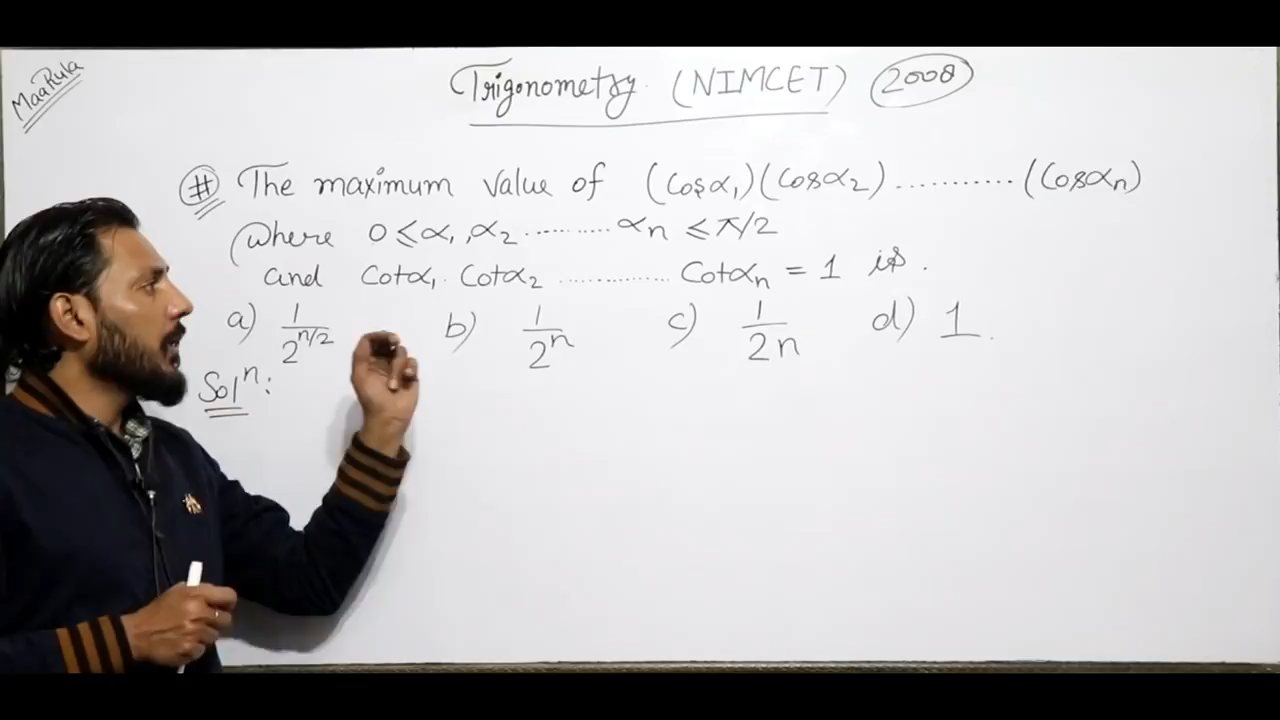 MaaRula
Trigonometry (NIMCET) 2008
# The maximum value of (Cosα₁)(Cosα₂)...........(Cosαₙ)
where 0 ≤ α₁, α₂ ........... αₙ ≤ π/2
and Cotα₁. Cotα₂ .............. Cotαₙ = 1 is.
a) 1/2^(n/2) b) 1/2^n c) 1/2n d) 1.
Solⁿ: